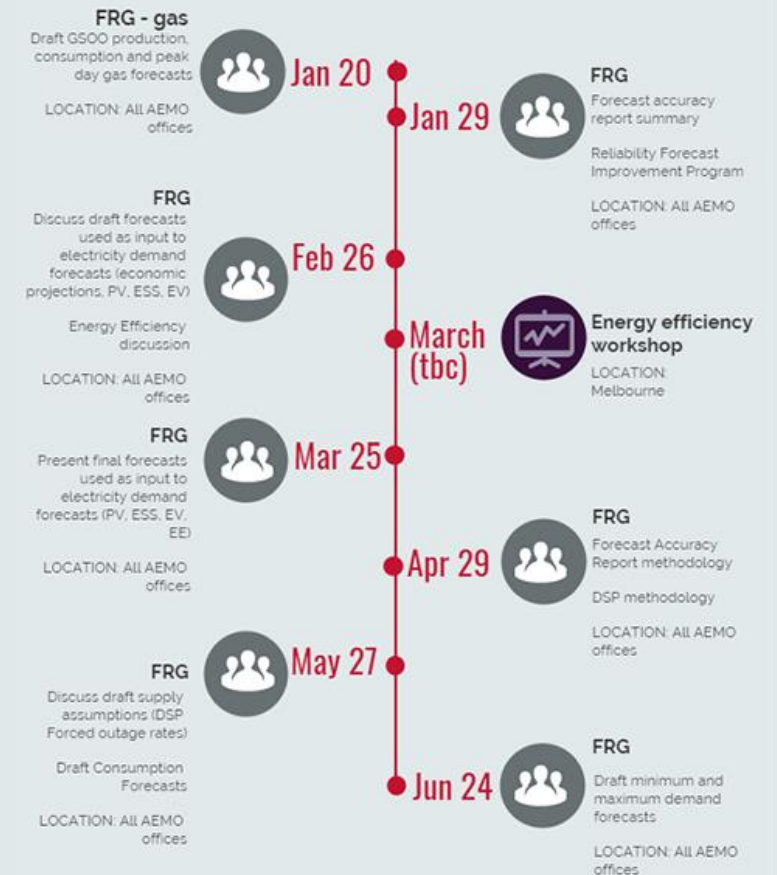 FRG - gas
Draft GSOO production,
consumption and peak
day gas forecasts
LOCATION: All AEMO
offices
Jan 20
Jan 29
FRG
Forecast accuracy
report summary
Reliability Forecast
Improvement Program
LOCATION: All AEMO
offices
FRG
Discuss draft forecasts
used as input to
electricity demand
forecasts (economic
projections, PV, ESS, EV)
Energy Efficiency
discussion
LOCATION: All AEMO
offices
Feb 26
March
(tbc)
Energy efficiency
workshop
LOCATION:
Melbourne
FRG
Present final forecasts
used as input to
electricity demand
forecasts (PV, ESS, EV,
EE)
LOCATION: All AEMO
offices
Mar 25
Apr 29
FRG
Forecast Accuracy
Report methodology
DSP methodology
LOCATION: All AEMO
offices
FRG
Discuss draft supply
assumptions (DSP
Forced outage rates)
Draft Consumption
Forecasts
LOCATION: All AEMO
offices
May 27
Jun 24
FRG
Draft minimum and
maximum demand
forecasts
LOCATION: All AEMO
offices